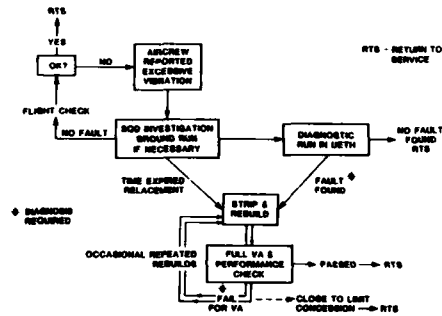 RTS
YES
OK?
NO
AIRCREW
REPORTED
EXCESSIVE
VIBRATION
RTS - RETURN TO
SERVICE
FLIGHT CHECK
NO FAULT
SQD INVESTIGATION
GROUND RUN
IF NECESSARY
DIAGNOSTIC
RUN IN UETH
NO FAULT
FOUND
RTS
TIME EXPIRED
RELACEMENT
FAULT
FOUND
STRIP &
REBUILD
DIAGNOSIS
REQUIRED
OCCASIONAL REPEATED
REBUILDS
FULL VA &
PERFORMANCE
CHECK
PASSED
RTS
FAIL
FOR VA
CLOSE TO LIMIT
CONCESSION
RTS